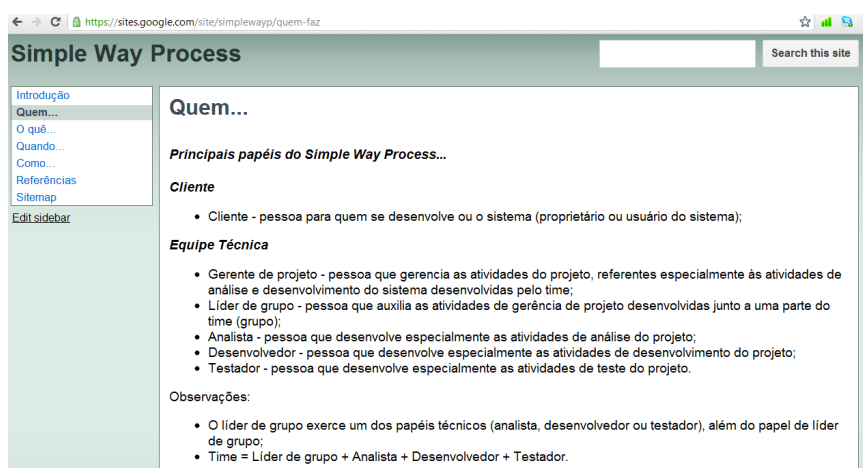 https://sites.google.com/site/simplewayp/quem-faz
Simple Way Process
Search this site
Introdução
Quem...
O quê...
Quando...
Como...
Referências
Sitemap
Edit sidebar
Quem...
Principais papéis do Simple Way Process...
Cliente
• Cliente - pessoa para quem se desenvolve ou o sistema (proprietário ou usuário do sistema);
Equipe Técnica
• Gerente de projeto - pessoa que gerencia as atividades do projeto, referentes especialmente às atividades de
análise e desenvolvimento do sistema desenvolvidas pelo time;
• Líder de grupo - pessoa que auxilia as atividades de gerência de projeto desenvolvidas junto a uma parte do
time (grupo);
• Analista - pessoa que desenvolve especialmente as atividades de análise do projeto;
• Desenvolvedor - pessoa que desenvolve especialmente as atividades de desenvolvimento do projeto;
• Testador - pessoa que desenvolve especialmente as atividades de teste do projeto.
Observações:
• O líder de grupo exerce um dos papéis técnicos (analista, desenvolvedor ou testador), além do papel de líder
de grupo;
• Time = Líder de grupo + Analista + Desenvolvedor + Testador.